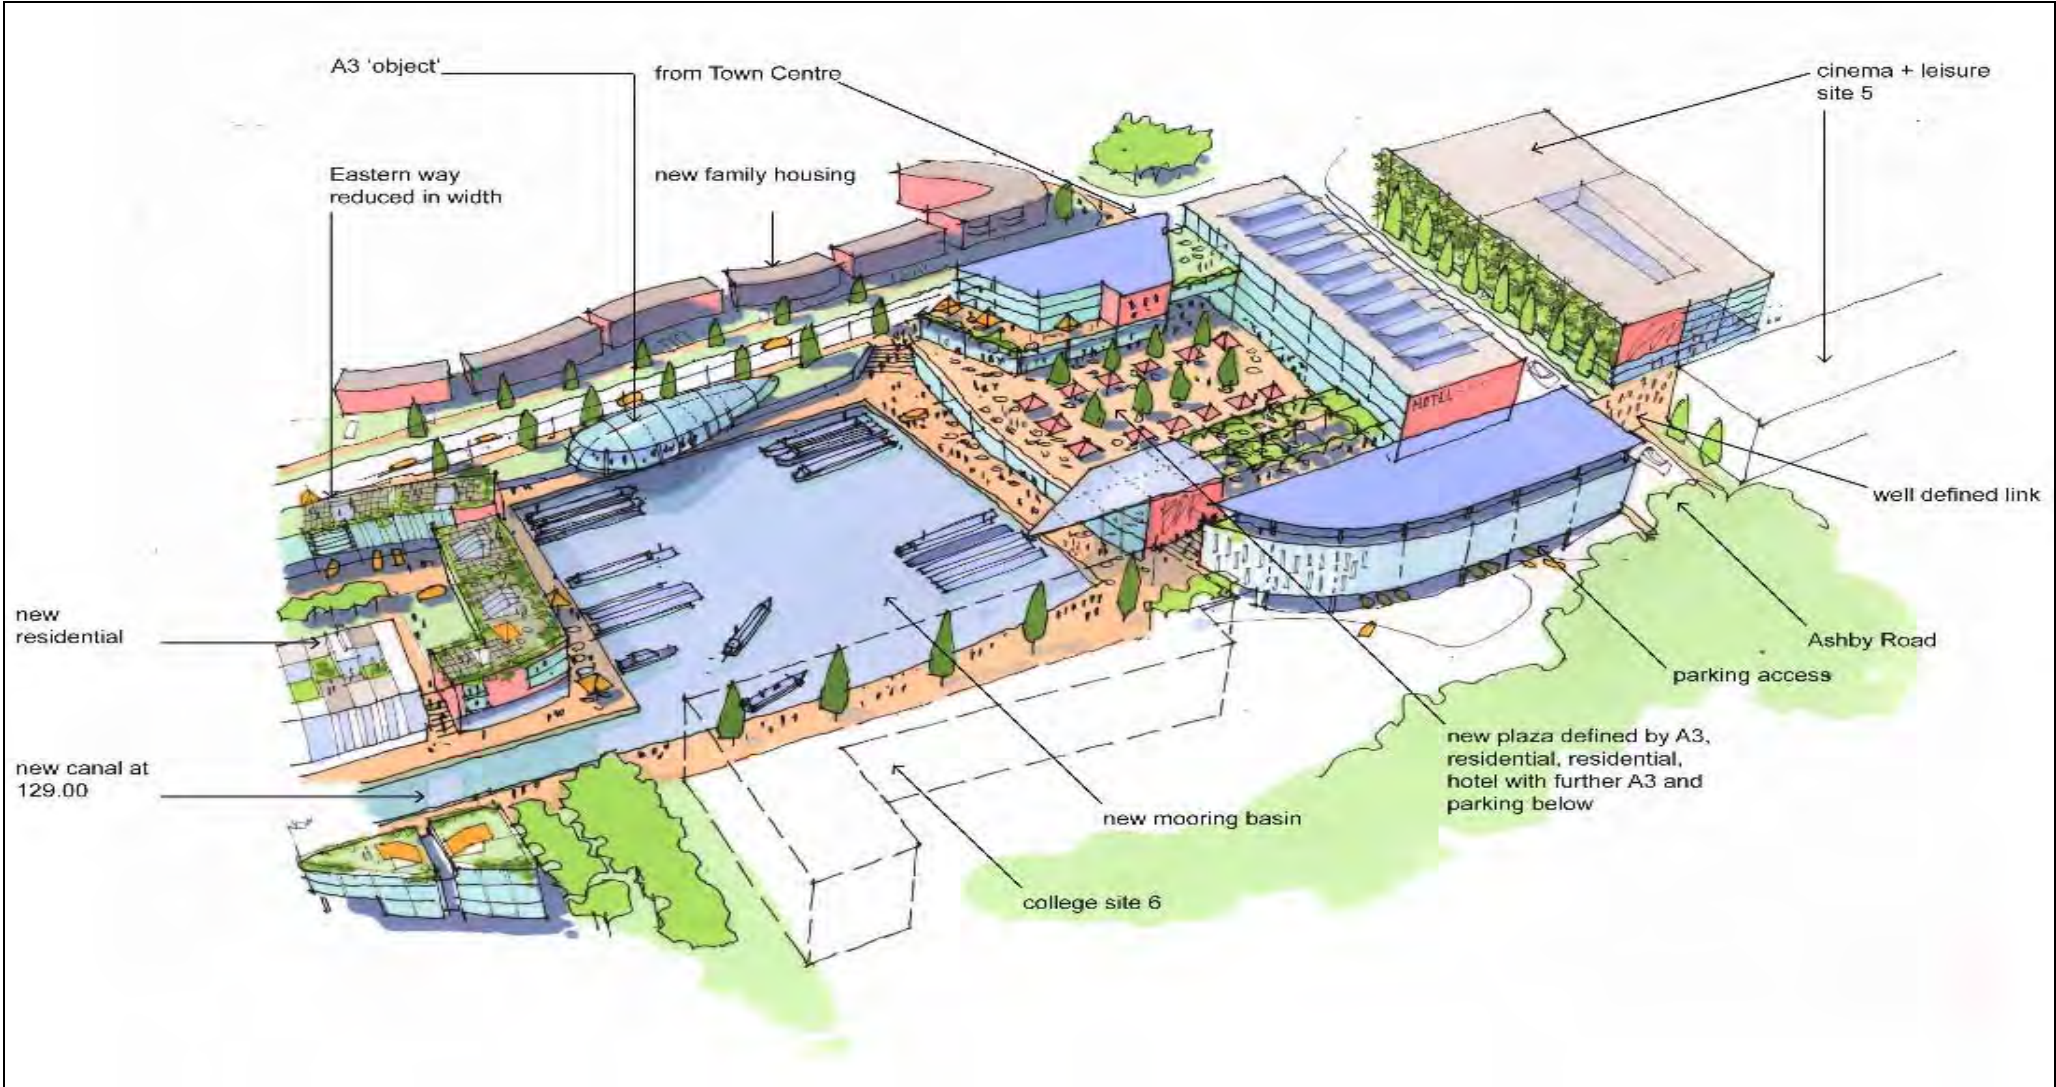 A3 'object'
from Town Centre
cinema + leisure
site 5
Eastern way
reduced in width
new family housing
HOTEL
well defined link
new
residential
Ashby Road
parking access
new plaza defined by A3,
residential, residential,
hotel with further A3 and
parking below
new canal at
129.00
new mooring basin
college site 6